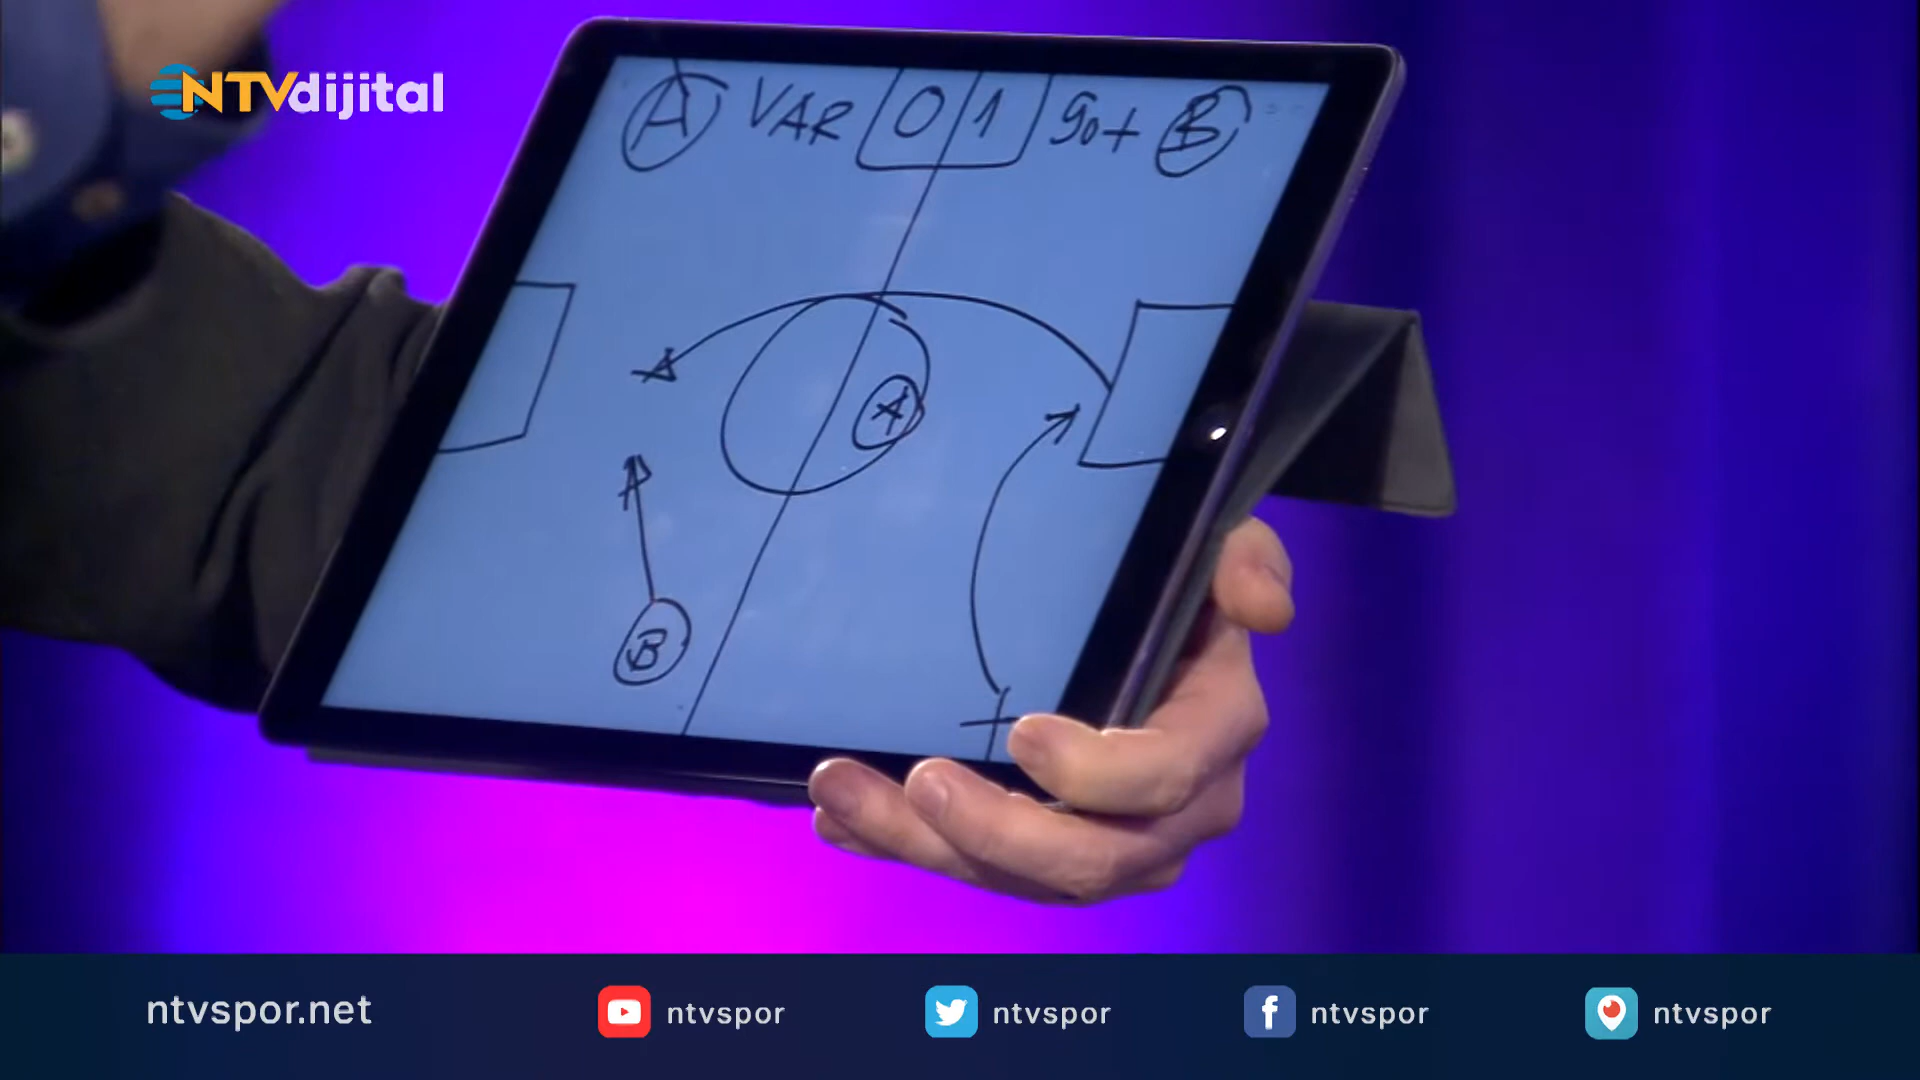 NTVdijital
A VAR 0 1 90+ B
A
B
ntvspor.net ntvspor ntvspor ntvspor ntvspor